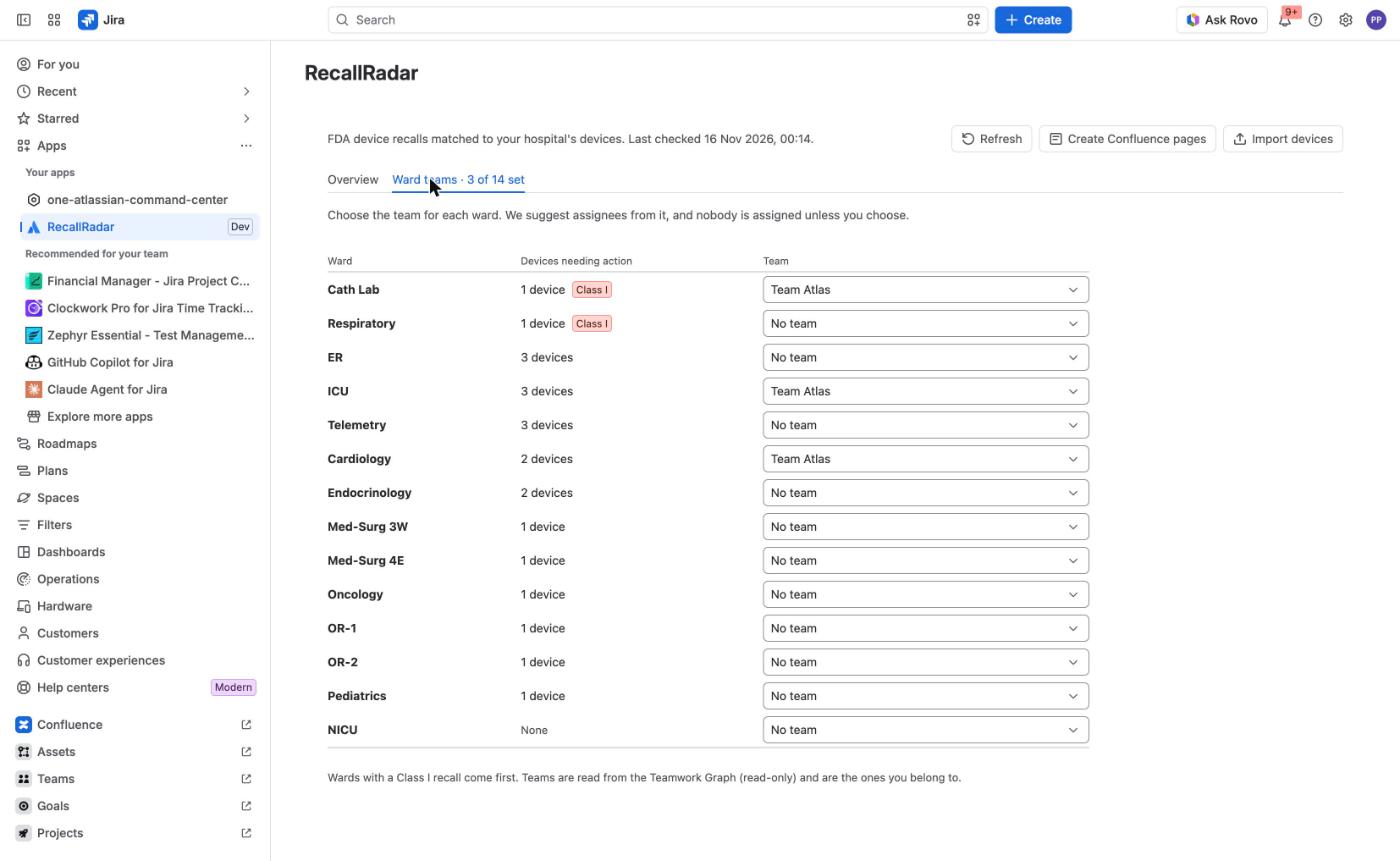 Jira
Search
Create
Ask Rovo
9+
PP
For you
Recent
Starred
Apps
Your apps
one-atlassian-command-center
RecallRadar
Dev
Recommended for your team
Financial Manager - Jira Project C...
Clockwork Pro for Jira Time Tracki...
Zephyr Essential - Test Manageme...
GitHub Copilot for Jira
Claude Agent for Jira
Explore more apps
Roadmaps
Plans
Spaces
Filters
Dashboards
Operations
Hardware
Customers
Customer experiences
Help centers
Modern
Confluence
Assets
Teams
Goals
Projects
RecallRadar
FDA device recalls matched to your hospital's devices. Last checked 16 Nov 2026, 00:14.
Refresh
Create Confluence pages
Import devices
Overview
Ward teams · 3 of 14 set
Choose the team for each ward. We suggest assignees from it, and nobody is assigned unless you choose.
Ward Devices needing action Team
Cath Lab 1 device Class I Team Atlas
Respiratory 1 device Class I No team
ER 3 devices No team
ICU 3 devices Team Atlas
Telemetry 3 devices No team
Cardiology 2 devices Team Atlas
Endocrinology 2 devices No team
Med-Surg 3W 1 device No team
Med-Surg 4E 1 device No team
Oncology 1 device No team
OR-1 1 device No team
OR-2 1 device No team
Pediatrics 1 device No team
NICU None No team
Wards with a Class I recall come first. Teams are read from the Teamwork Graph (read-only) and are the ones you belong to.